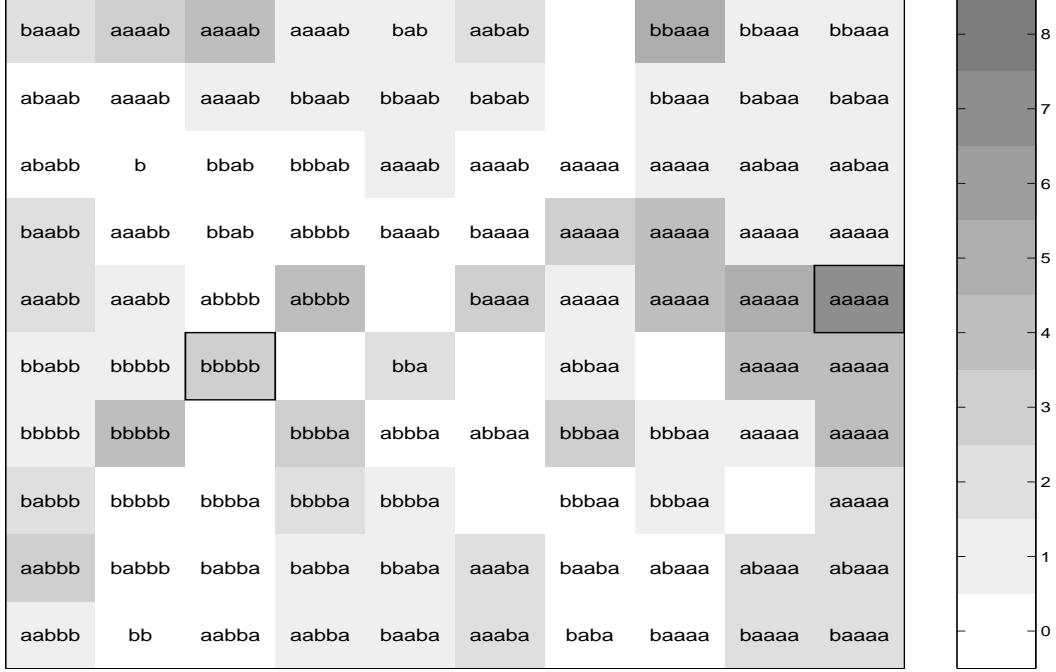 baaab aaaab aaaab aaaab bab aabab bbaaa bbaaa bbaaa
abaab aaaab aaaab bbaab bbaab babab bbaaa babaa babaa
ababb b bbab bbbab aaaab aaaab aaaaa aaaaa aabaa aabaa
baabb aaabb bbab abbbb baaab baaaa aaaaa aaaaa aaaaa aaaaa
aaabb aaabb abbbb abbbb baaaa aaaaa aaaaa aaaaa aaaaa
bbabb bbbbb bbbbb bba abbaa aaaaa aaaaa
bbbbb bbbbb bbbba abbba abbaa bbbaa bbbaa aaaaa aaaaa
babbb bbbbb bbbba bbbba bbbba bbbaa bbbaa aaaaa
aabbb babbb babba babba bbaba aaaba baaba abaaa abaaa abaaa
aabbb bb aabba aabba baaba aaaba baba baaaa baaaa baaaa
8
7
6
5
4
3
2
1
0